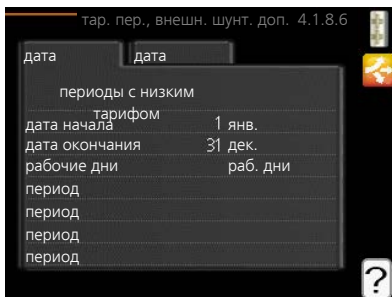 тар. пер., внешн. шунт. доп. 4.1.8.6
дата дата
периоды с низким
тарифом
дата начала 1 янв.
дата окончания 31 дек.
рабочие дни раб. дни
период
период
период
период
?